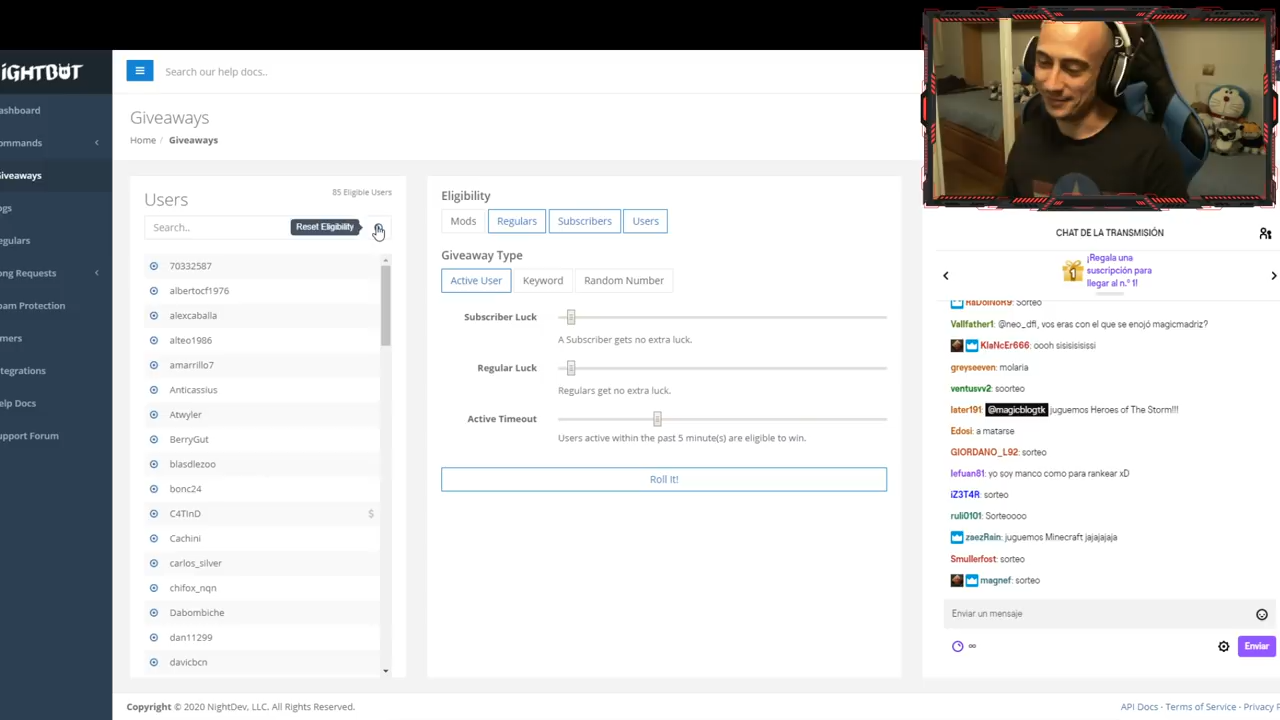 IGHTBOT
Search our help docs..
ashboard
ommands
iveaways
ogs
egulars
ong Requests
pam Protection
mers
ntegrations
elp Docs
upport Forum
Giveaways
Home / Giveaways
85 Eligible Users
Users
Search..
Reset Eligibility
70332587
albertocf1976
alexcaballa
alteo1986
amarrillo7
Anticassius
Atwyler
BerryGut
blasdlezoo
bonc24
C4TInD $
Cachini
carlos_silver
chifox_nqn
Dabombiche
dan11299
davicbcn
Eligibility
Mods Regulars Subscribers Users
Giveaway Type
Active User Keyword Random Number
Subscriber Luck
A Subscriber gets no extra luck.
Regular Luck
Regulars get no extra luck.
Active Timeout
Users active within the past 5 minute(s) are eligible to win.
Roll It!
CHAT DE LA TRANSMISIÓN
1
¡Regala una
suscripción para
llegar al n.º 1!
RaDolNoR9: Sorteo
Vallfather1: @neo_dfl, vos eras con el que se enojó magicmadriz?
KlaNcEr666: oooh sisisisissi
greyseeven: molaria
ventusvv2: soorteo
later191 @magicblogtk juguemos Heroes of The Storm!!!
Edosi: a matarse
GIORDANO_L92: sorteo
lefuan81: yo soy manco como para rankear xD
iZ3T4R: sorteo
ruli0101: Sorteoooo
zaezRain: juguemos Minecraft jajajajaja
Smullerfost: sorteo
magnef: sorteo
Enviar un mensaje
∞
Enviar
Copyright © 2020 NightDev, LLC. All Rights Reserved.
API Docs · Terms of Service · Privacy P